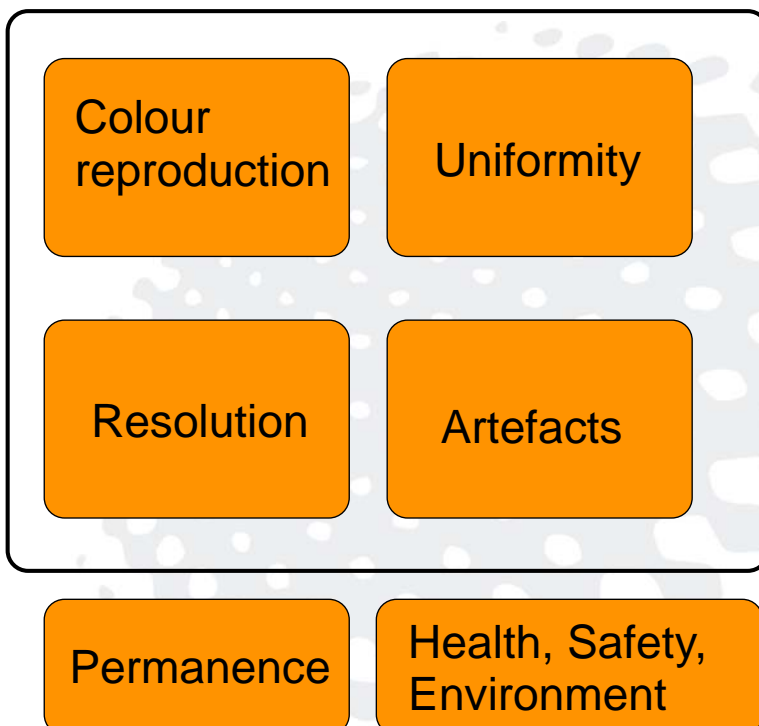 Colour
reproduction
Uniformity
Resolution
Artefacts
Permanence
Health, Safety,
Environment